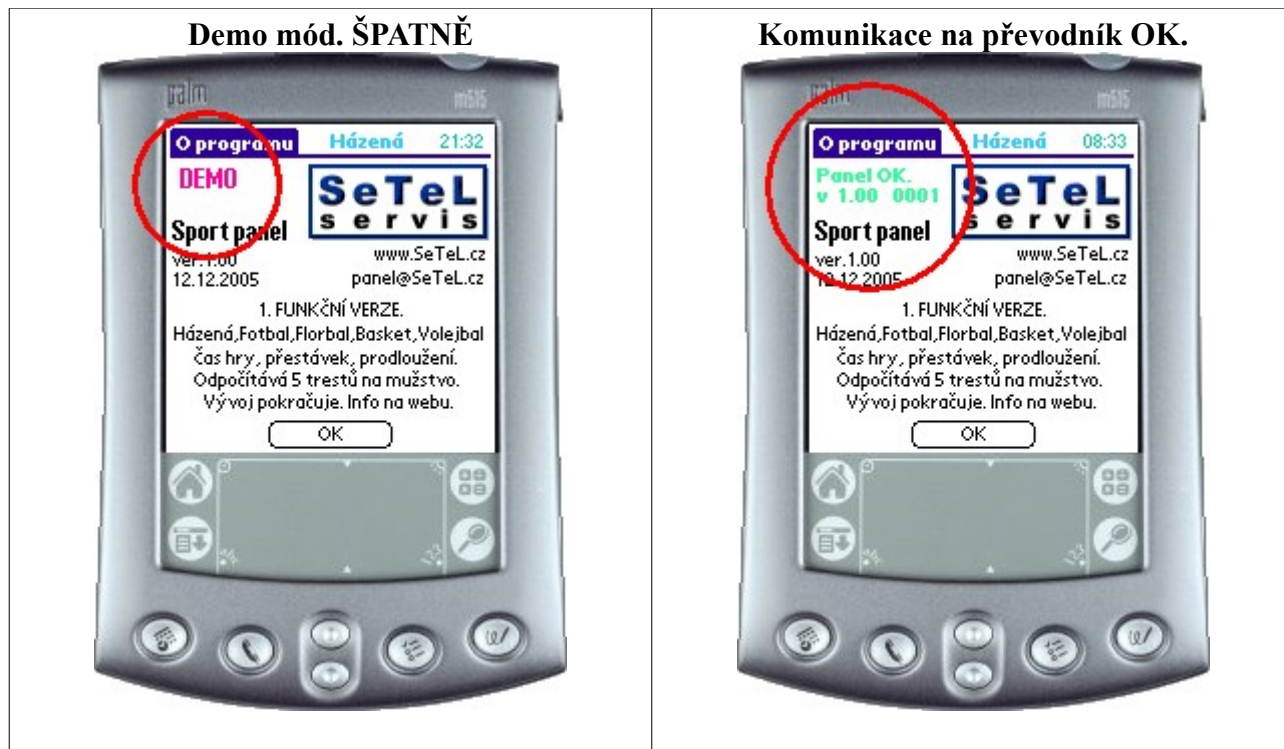 Demo mód. ŠPATNĚ
palm
m515
O programu Házená 21:32
DEMO
SeTeL
servis
Sport panel
ver.1.00
12.12.2005
www.SeTeL.cz
panel@SeTeL.cz
1. FUNKČNÍ VERZE.
Házená,Fotbal,Florbal,Basket,Volejbal
Čas hry, přestávek, prodloužení.
Odpočítává 5 trestů na mužstvo.
Vývoj pokračuje. Info na webu.
OK
abc
123
Komunikace na převodník OK.
palm
m515
O programu Házená 08:33
Panel OK.
v 1.00 0001
SeTeL
servis
Sport panel
ver.1.00
12.12.2005
www.SeTeL.cz
panel@SeTeL.cz
1. FUNKČNÍ VERZE.
Házená,Fotbal,Florbal,Basket,Volejbal
Čas hry, přestávek, prodloužení.
Odpočítává 5 trestů na mužstvo.
Vývoj pokračuje. Info na webu.
OK
abc
123